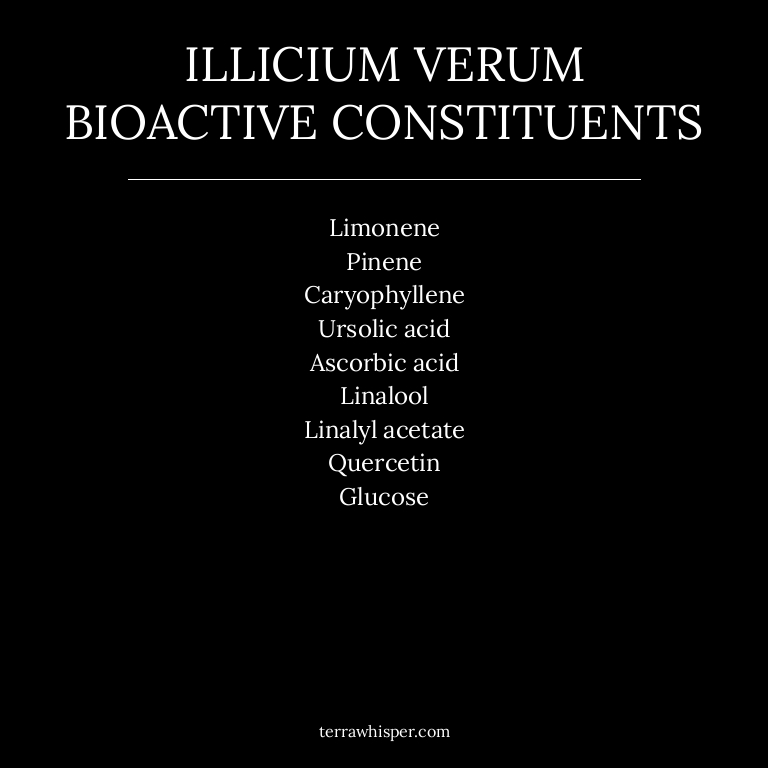 ILLICIUM VERUM
BIOACTIVE CONSTITUENTS
Limonene
Pinene
Caryophyllene
Ursolic acid
Ascorbic acid
Linalool
Linalyl acetate
Quercetin
Glucose
terrawhisper.com